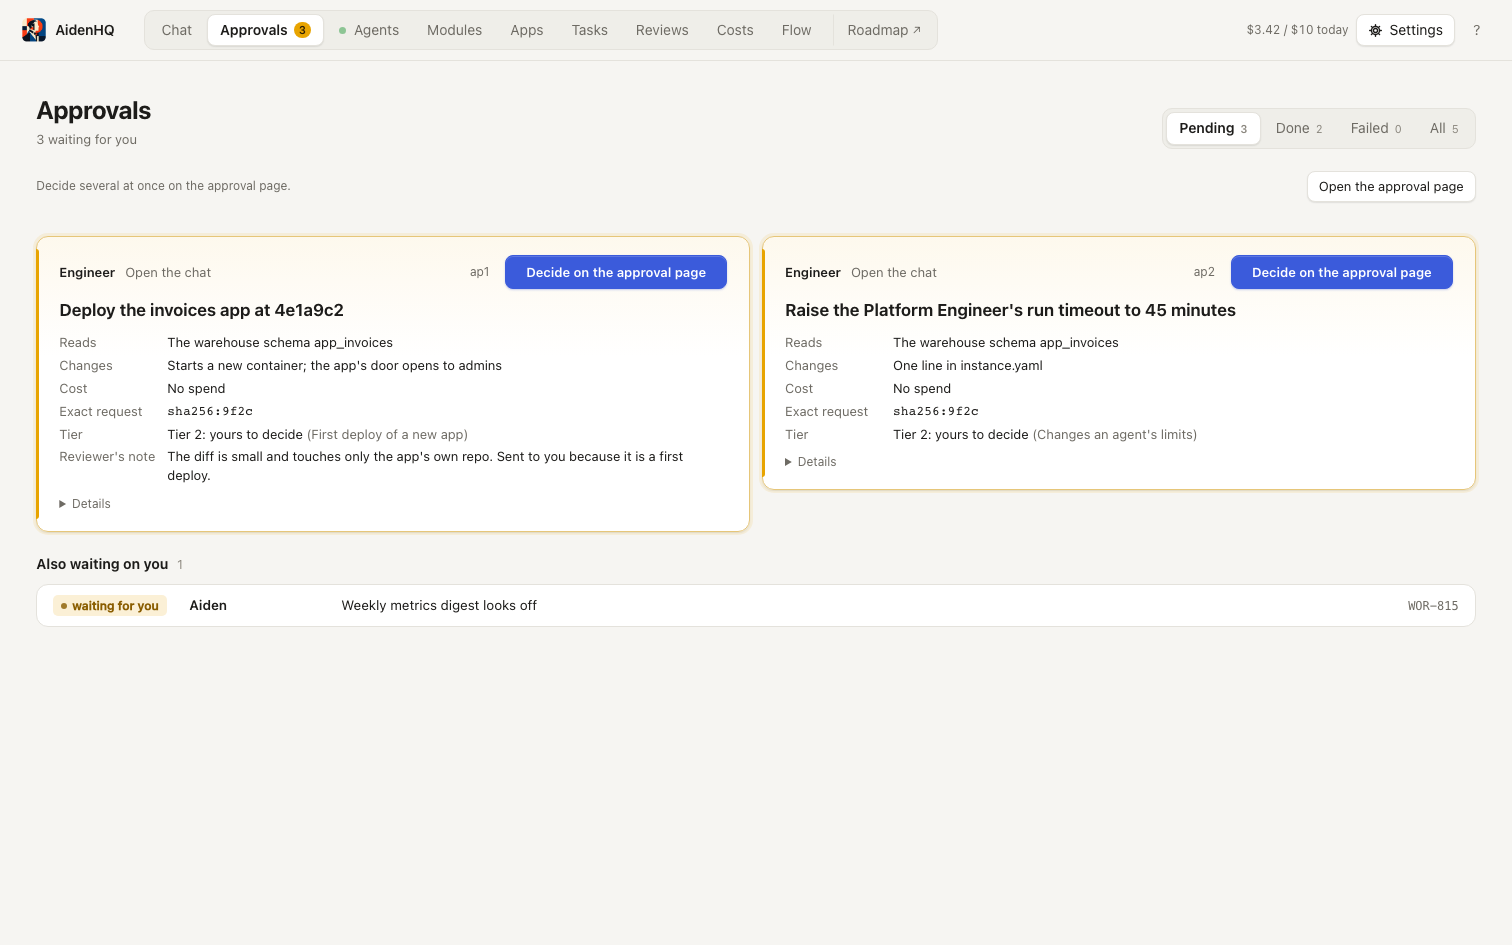 AidenHQ
Chat
Approvals 3
Agents
Modules
Apps
Tasks
Reviews
Costs
Flow
Roadmap ↗
$3.42 / $10 today
Settings
?
Approvals
3 waiting for you
Pending 3
Done 2
Failed 0
All 5
Decide several at once on the approval page.
Open the approval page
Engineer Open the chat ap1 Decide on the approval page
Deploy the invoices app at 4e1a9c2
Reads The warehouse schema app_invoices
Changes Starts a new container; the app's door opens to admins
Cost No spend
Exact request sha256:9f2c
Tier Tier 2: yours to decide (First deploy of a new app)
Reviewer's note The diff is small and touches only the app's own repo. Sent to you because it is a first
deploy.
Details
Engineer Open the chat ap2 Decide on the approval page
Raise the Platform Engineer's run timeout to 45 minutes
Reads The warehouse schema app_invoices
Changes One line in instance.yaml
Cost No spend
Exact request sha256:9f2c
Tier Tier 2: yours to decide (Changes an agent's limits)
Details
Also waiting on you 1
waiting for you Aiden Weekly metrics digest looks off WOR-815